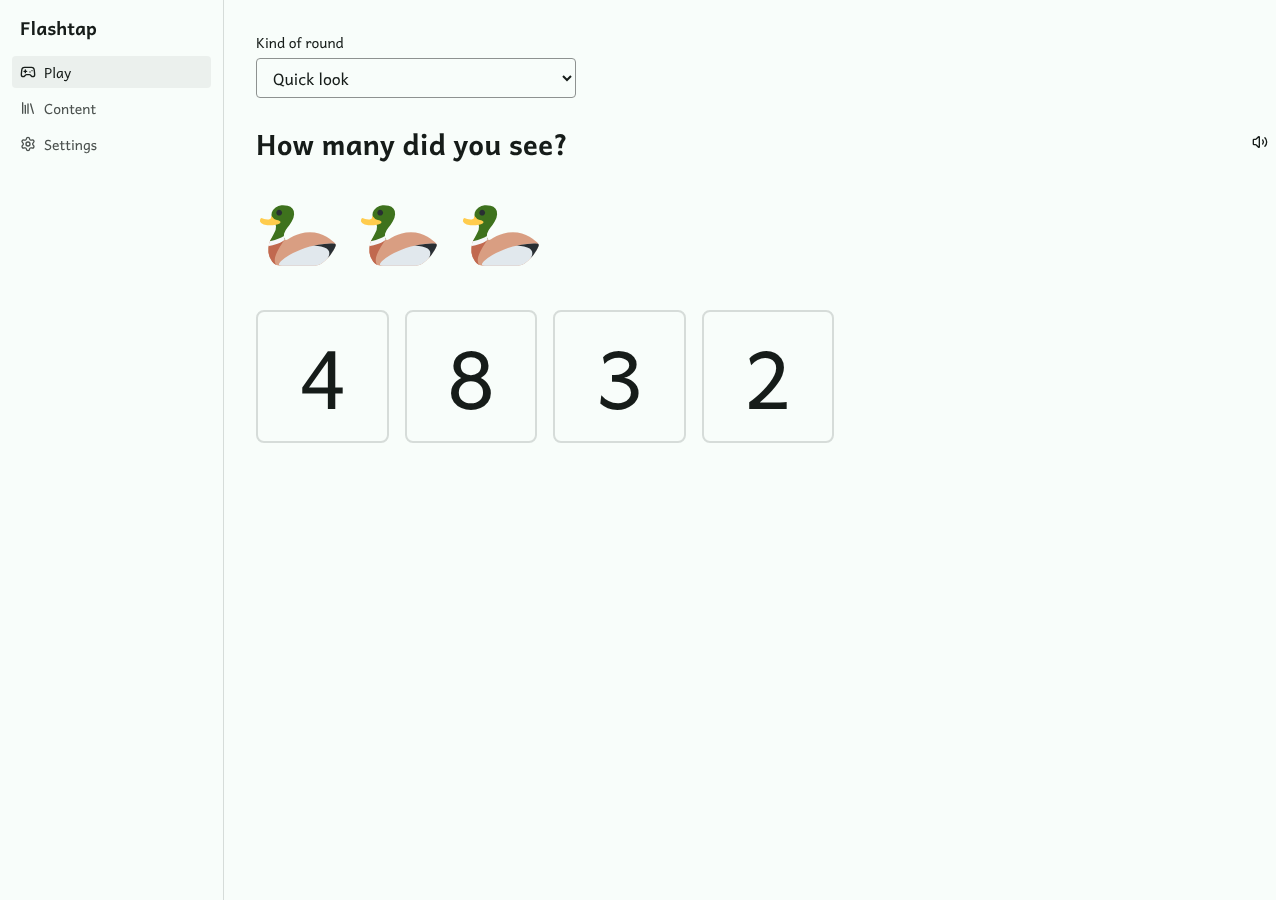 Flashtap
Play
Content
Settings
Kind of round
Quick look
How many did you see?
4 8 3 2